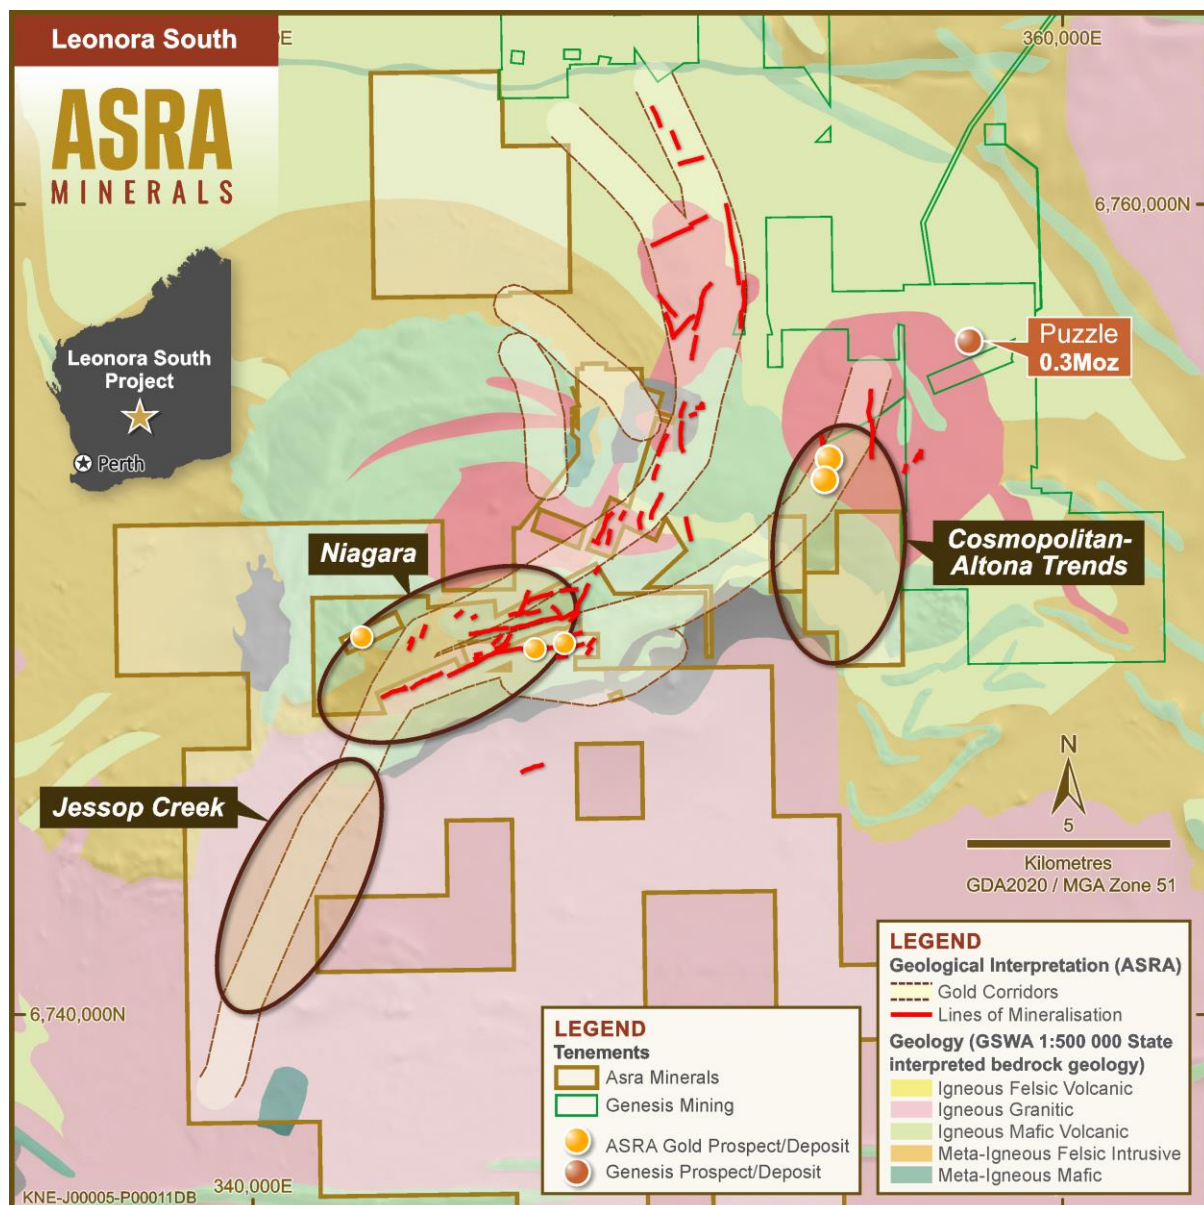 Leonora South
E
360,000E
ASRA
MINERALS
6,760,000N
Leonora South
Project
Perth
Puzzle
0.3Moz
Niagara
Cosmopolitan-
Altona Trends
Jessop Creek
N
5
Kilometres
GDA2020 / MGA Zone 51
6,740,000N
LEGEND
Tenements
Asra Minerals
Genesis Mining
ASRA Gold Prospect/Deposit
Genesis Prospect/Deposit
LEGEND
Geological Interpretation (ASRA)
Gold Corridors
Lines of Mineralisation
Geology (GSWA 1:500 000 State
interpreted bedrock geology)
Igneous Felsic Volcanic
Igneous Granitic
Igneous Mafic Volcanic
Meta-Igneous Felsic Intrusive
Meta-Igneous Mafic
KNE-J00005-P00011DB
340,000E